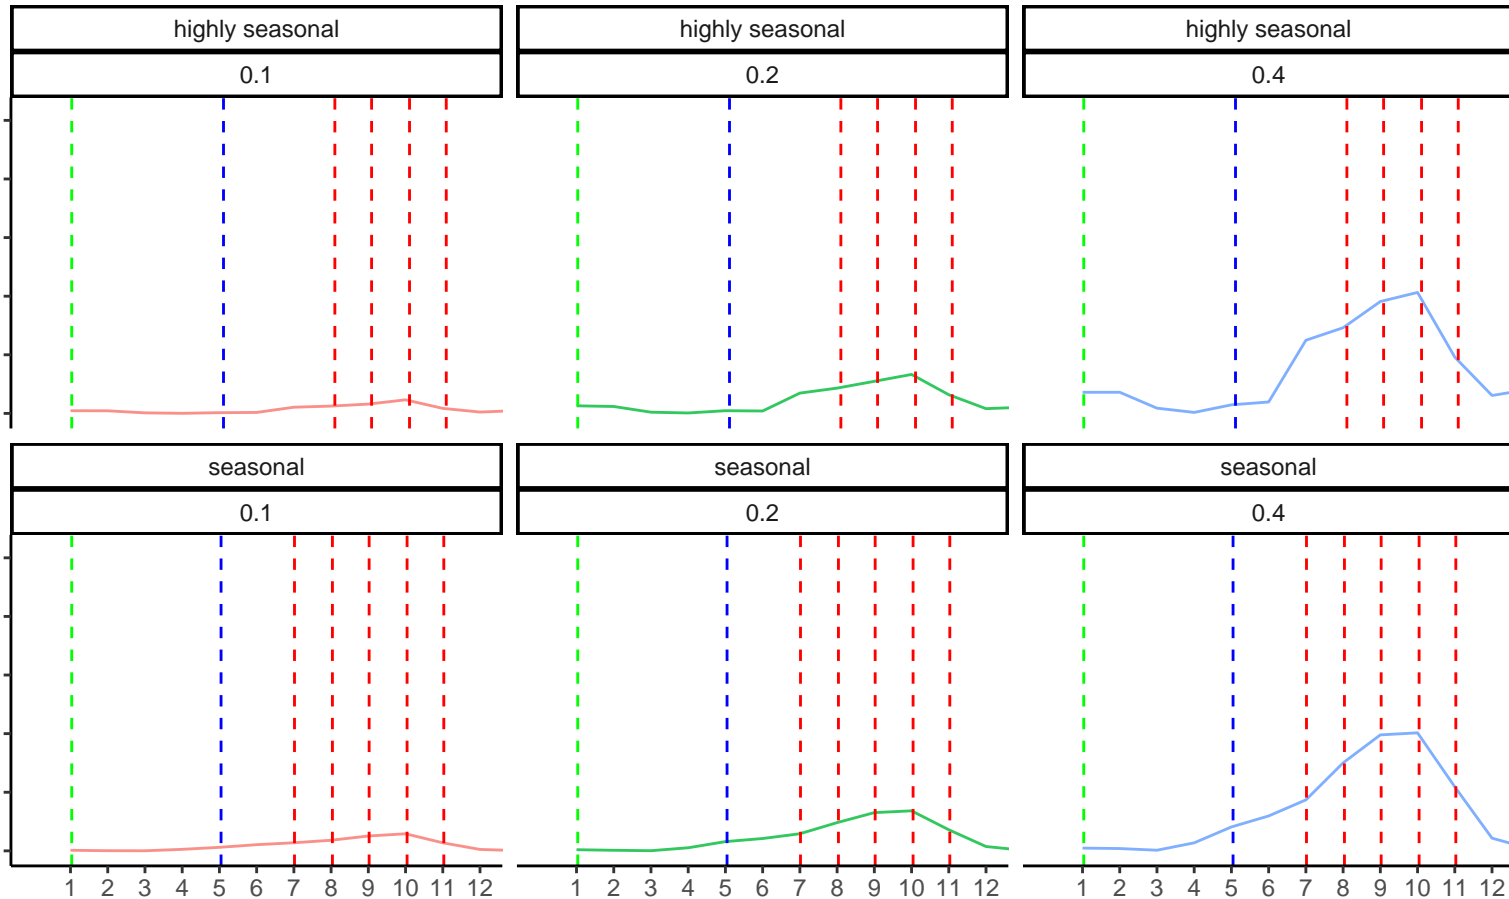 highly seasonal highly seasonal highly seasonal
0.1 0.2 0.4
seasonal seasonal seasonal
0.1 0.2 0.4
1 2 3 4 5 6 7 8 9 10 11 12 1 2 3 4 5 6 7 8 9 10 11 12 1 2 3 4 5 6 7 8 9 10 11 12